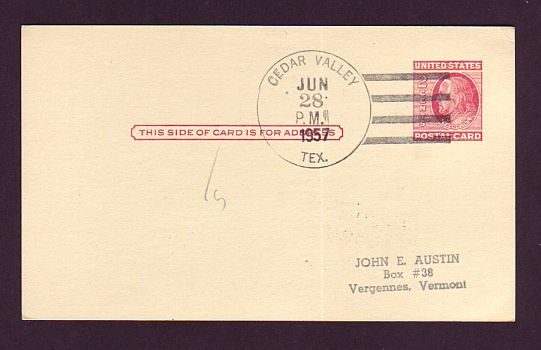 CEDAR VALLEY
JUN
28
P.M.
1957
TEX.
UNITED STATES
POSTAL CARD
THIS SIDE OF CARD IS FOR ADDRESS
JOHN E. AUSTIN
Box #38
Vergennes, Vermont